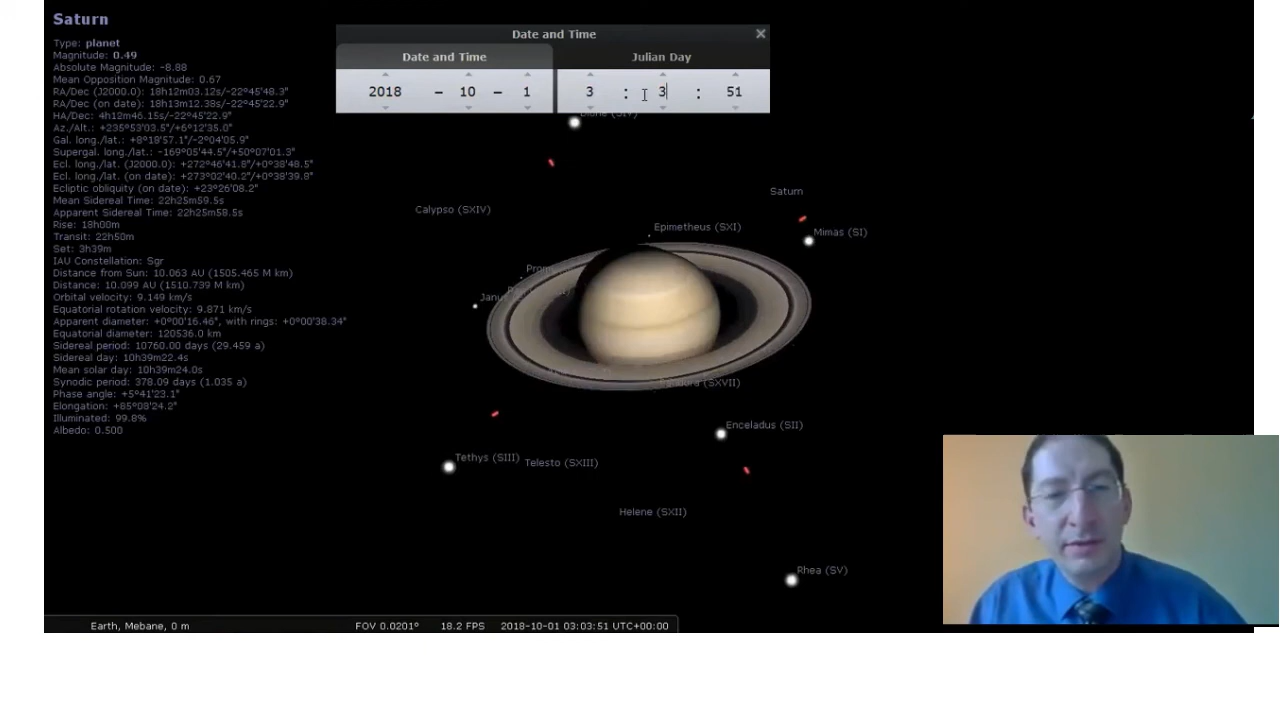 Saturn
Type: planet
Magnitude: 0.49
Absolute Magnitude: -8.88
Mean Opposition Magnitude: 0.67
RA/Dec (J2000.0): 18h12m03.12s/-22°45'48.3"
RA/Dec (on date): 18h13m12.38s/-22°45'22.9"
HA/Dec: 4h12m46.15s/-22°45'22.9"
Az./Alt.: +235°53'03.5"/+6°12'35.0"
Gal. long./lat.: +8°18'57.1"/-2°04'05.9"
Supergal. long./lat.: -169°05'44.5"/+50°07'01.3"
Ecl. long./lat. (J2000.0): +272°46'41.8"/+0°38'48.5"
Ecl. long./lat. (on date): +273°02'40.3"/+0°38'39.8"
Ecliptic obliquity (on date): +23°26'08.2"
Mean Sidereal Time: 22h25m59.5s
Apparent Sidereal Time: 22h25m58.5s
Rise: 18h00m
Transit: 22h50m
Set: 3h39m
IAU Constellation: Sgr
Distance from Sun: 10.063 AU (1505.465 M km)
Distance: 10.099 AU (1510.739 M km)
Orbital velocity: 9.149 km/s
Equatorial rotation velocity: 9.871 km/s
Apparent diameter: +0°00'16.46", with rings: +0°00'38.34"
Equatorial diameter: 120536.0 km
Sidereal period: 10760.00 days (29.459 a)
Sidereal day: 10h39m22.4s
Mean solar day: 10h39m24.0s
Synodic period: 378.09 days (1.035 a)
Phase angle: +5°41'23.1"
Elongation: +85°08'24.2"
Illuminated: 99.8%
Albedo: 0.500
Date and Time
Date and Time Julian Day
2018 - 10 - 1 3 : 3 : 51
Dione (SIV)
Saturn
Calypso (SXIV)
Epimetheus (SXI)
Mimas (SI)
Enceladus (SII)
Pandora (SXVII)
Tethys (SIII)
Telesto (SXIII)
Helene (SXII)
Rhea (SV)
Earth, Mebane, 0 m FOV 0.0201° 18.2 FPS 2018-10-01 03:03:51 UTC+00:00